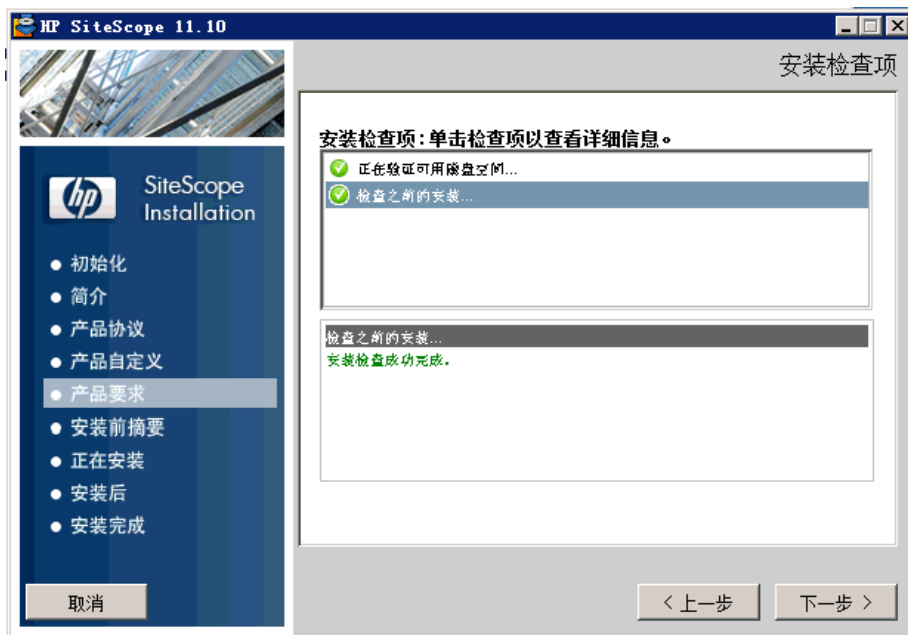 HP SiteScope 11.10
安装检查项
hp
SiteScope
Installation
初始化
简介
产品协议
产品自定义
产品要求
安装前摘要
正在安装
安装后
安装完成
安装检查项:单击检查项以查看详细信息。
正在验证可用磁盘空间...
检查之前的安装...
检查之前的安装...
安装检查成功完成.
取消
< 上一步
下一步 >